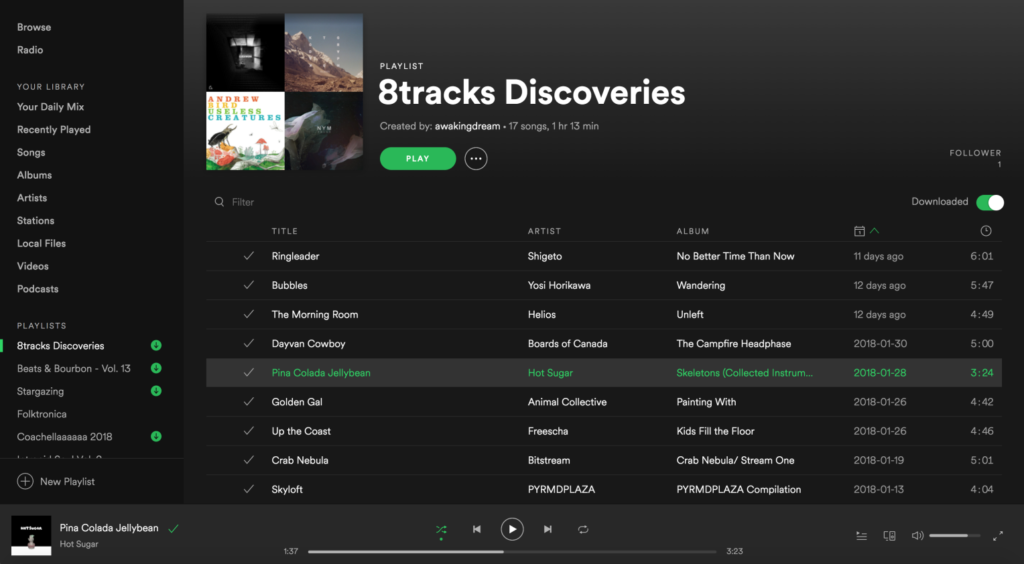 Browse
Radio
YOUR LIBRARY
Your Daily Mix
Recently Played
Songs
Albums
Artists
Stations
Local Files
Videos
Podcasts
PLAYLISTS
8tracks Discoveries
Beats & Bourbon - Vol. 13
Stargazing
Folktronica
Coachellaaaaaa 2018
New Playlist
ANDREW
BIRD
USELESS
CREATURES
NYM
PLAYLIST
8tracks Discoveries
Created by: awakingdream • 17 songs, 1 hr 13 min
PLAY
FOLLOWER
1
Filter
Downloaded
TITLE ARTIST ALBUM
Ringleader Shigeto No Better Time Than Now 11 days ago 6:01
Bubbles Yosi Horikawa Wandering 12 days ago 5:47
The Morning Room Helios Unleft 12 days ago 4:49
Dayvan Cowboy Boards of Canada The Campfire Headphase 2018-01-30 5:00
Pina Colada Jellybean Hot Sugar Skeletons (Collected Instrum... 2018-01-28 3:24
Golden Gal Animal Collective Painting With 2018-01-26 4:42
Up the Coast Freescha Kids Fill the Floor 2018-01-26 4:46
Crab Nebula Bitstream Crab Nebula/ Stream One 2018-01-19 5:01
Skyloft PYRMDPLAZA PYRMDPLAZA Compilation 2018-01-13 4:04
HOT SUGAR
Pina Colada Jellybean
Hot Sugar
1:37 3:23